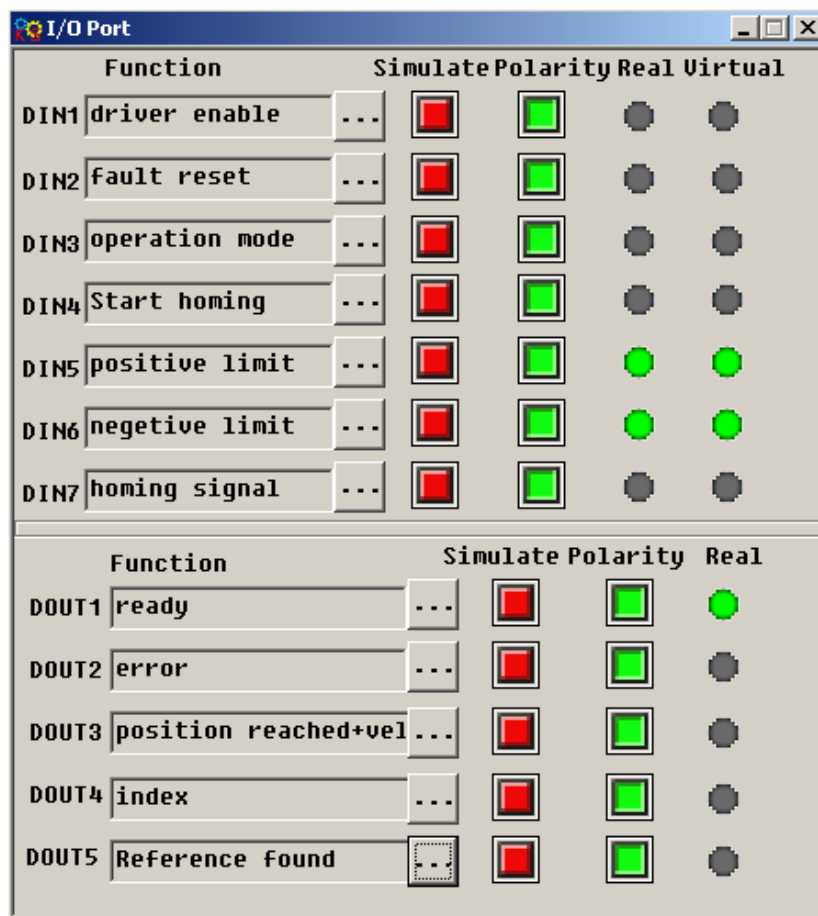 I/O Port
Function Simulate Polarity Real Virtual
DIN1 driver enable ...
DIN2 fault reset ...
DIN3 operation mode ...
DIN4 Start homing ...
DIN5 positive limit ...
DIN6 negetive limit ...
DIN7 homing signal ...
Function Simulate Polarity Real
DOUT1 ready ...
DOUT2 error ...
DOUT3 position reached+vel ...
DOUT4 index ...
DOUT5 Reference found ...